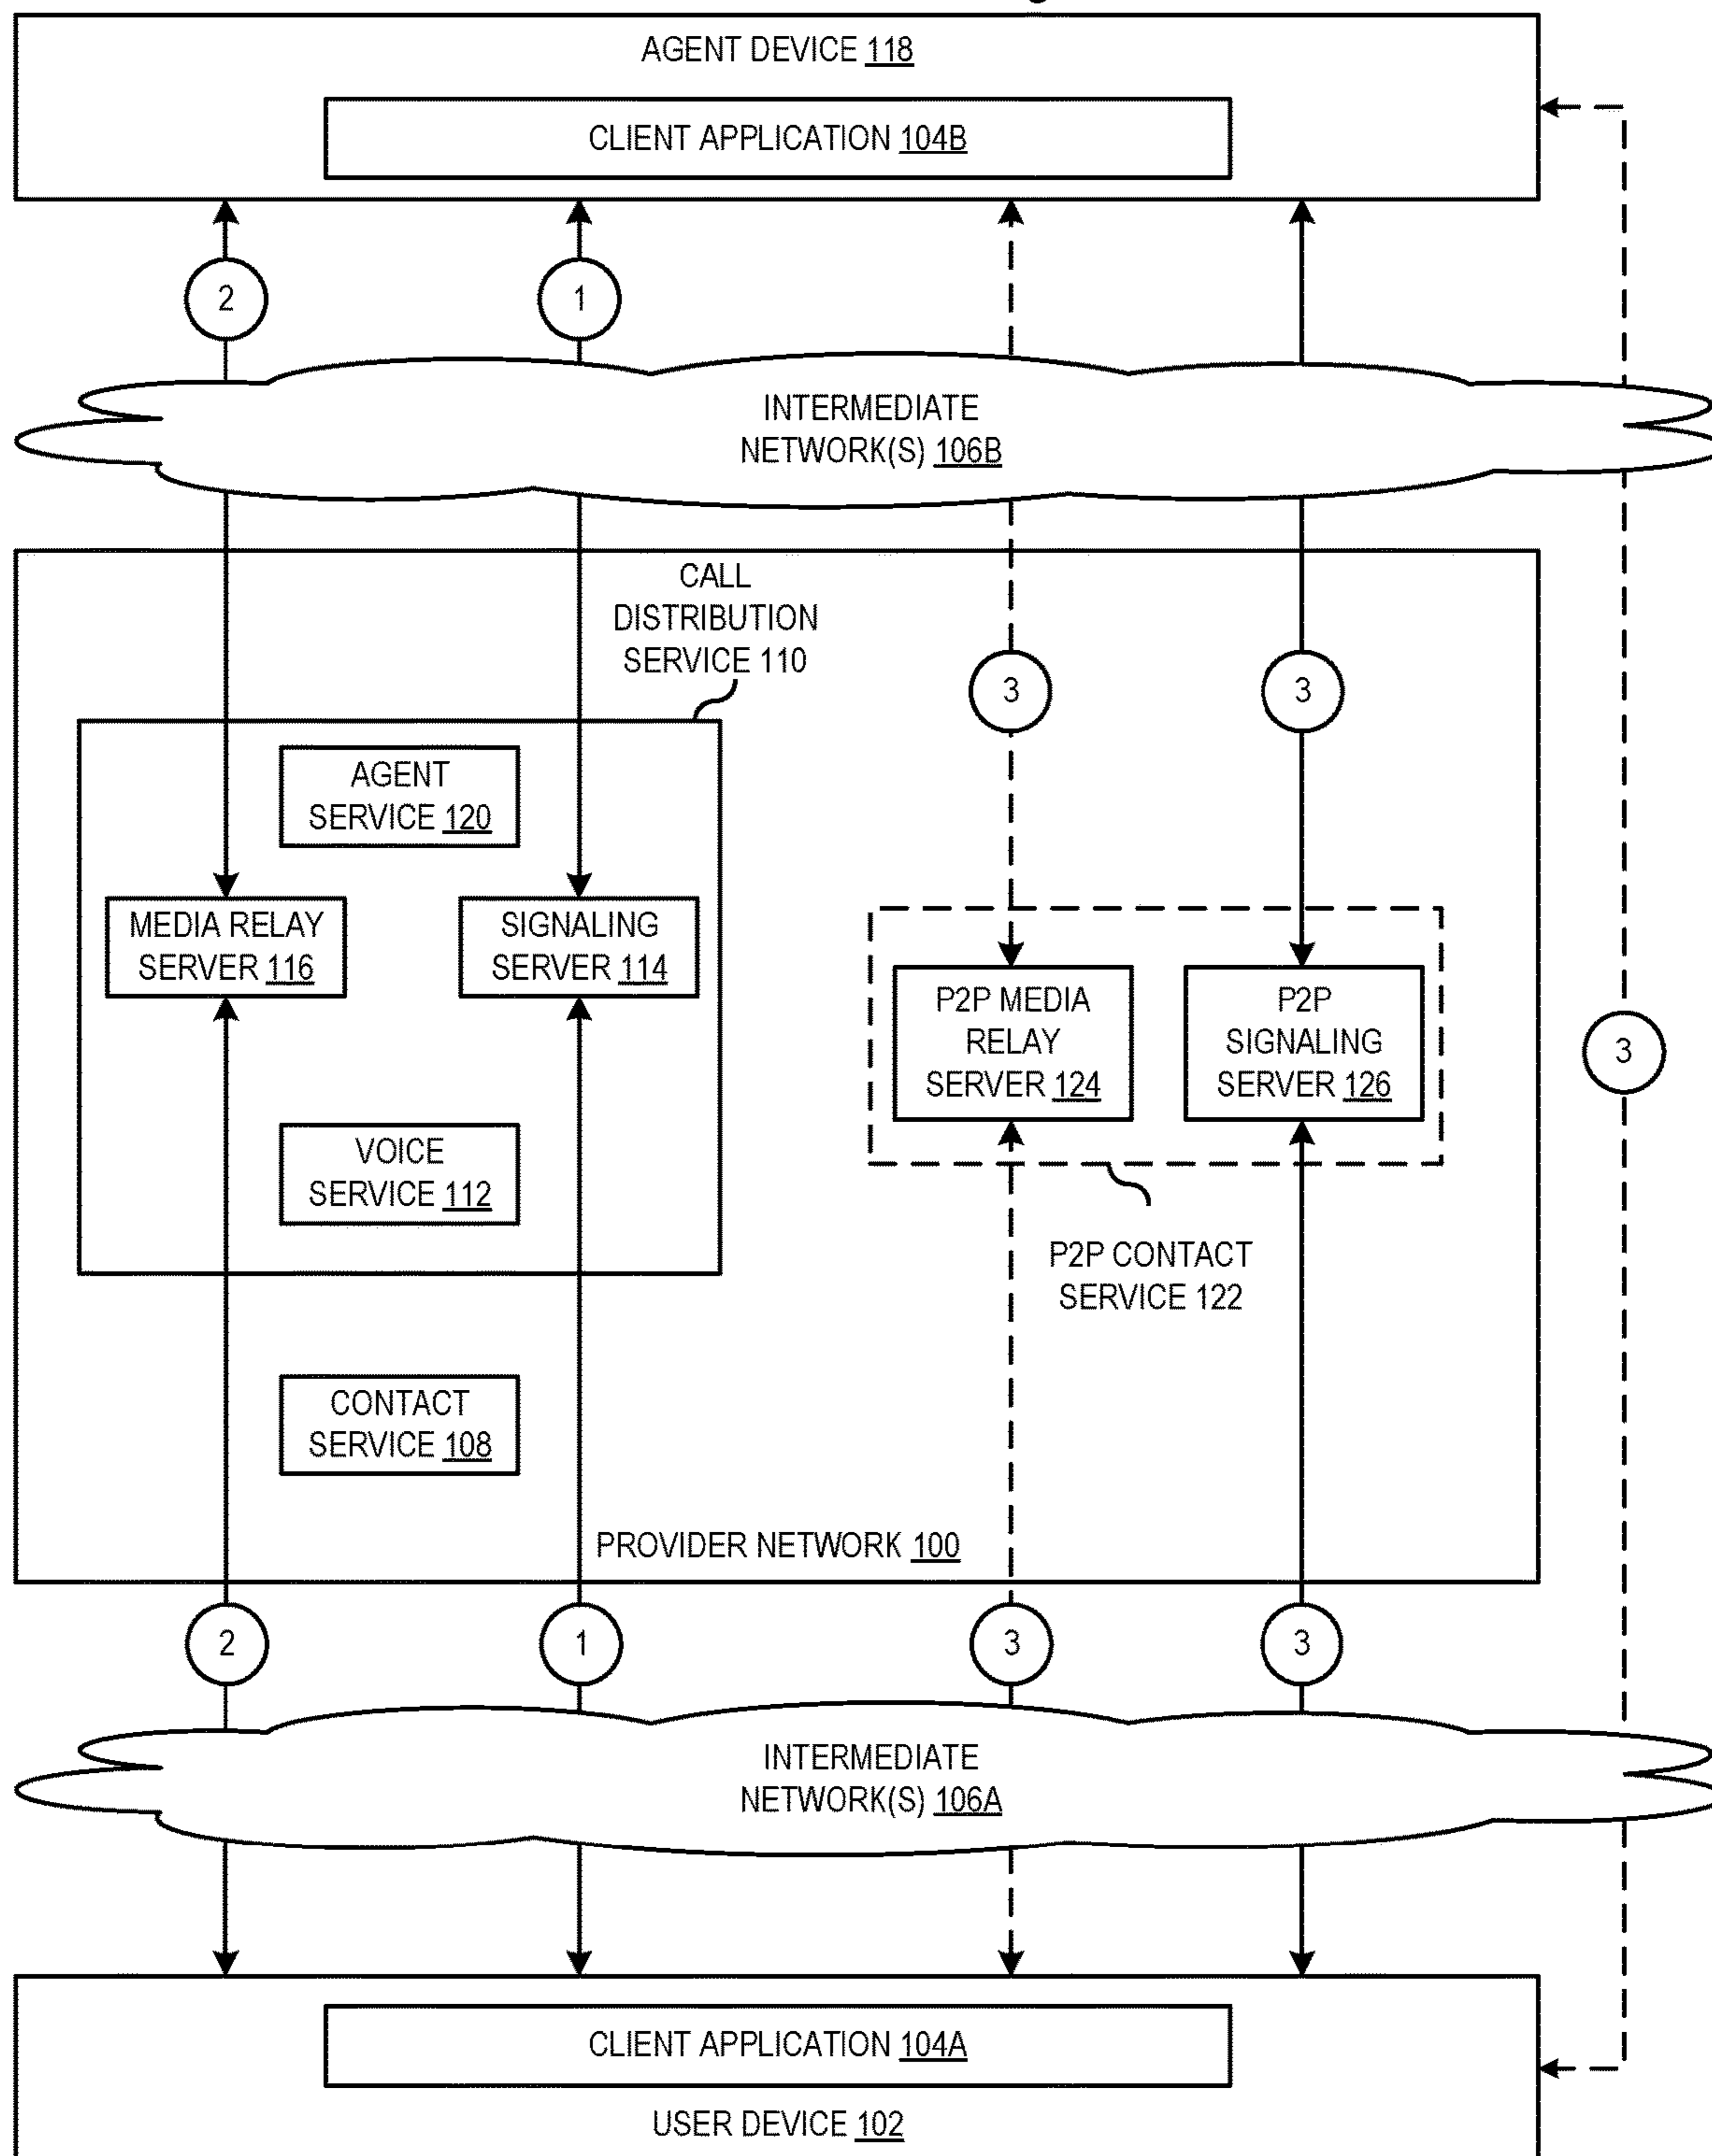 AGENT DEVICE 118
CLIENT APPLICATION 104B
2
1
INTERMEDIATE
NETWORK(S) 106B
CALL
DISTRIBUTION
SERVICE 110
3
3
AGENT
SERVICE 120
MEDIA RELAY
SERVER 116
SIGNALING
SERVER 114
P2P MEDIA
RELAY
SERVER 124
P2P
SIGNALING
SERVER 126
3
VOICE
SERVICE 112
P2P CONTACT
SERVICE 122
CONTACT
SERVICE 108
PROVIDER NETWORK 100
2
1
3
3
INTERMEDIATE
NETWORK(S) 106A
CLIENT APPLICATION 104A
USER DEVICE 102